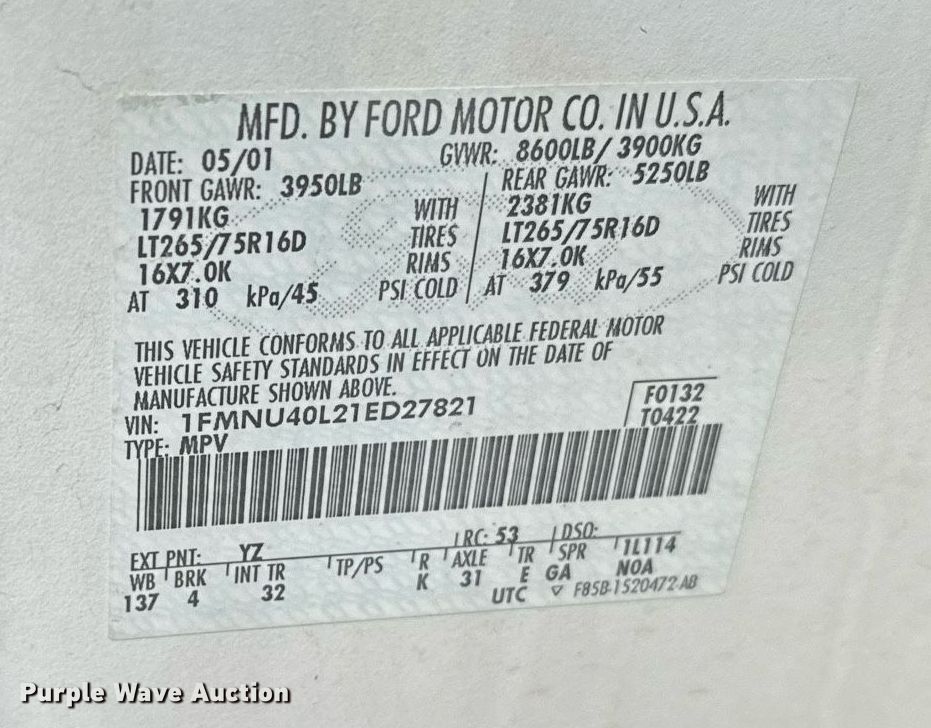 MFD. BY FORD MOTOR CO. IN U.S.A.
DATE: 05/01 GVWR: 8600LB/ 3900KG
FRONT GAWR: 3950LB REAR GAWR: 5250LB
1791KG WITH 2381KG WITH
LT265/75R16D TIRES LT265/75R16D TIRES
16X7.0K RIMS 16X7.0K RIMS
AT 310 kPa/45 PSI COLD AT 379 kPa/55 PSI COLD
THIS VEHICLE CONFORMS TO ALL APPLICABLE FEDERAL MOTOR
VEHICLE SAFETY STANDARDS IN EFFECT ON THE DATE OF
MANUFACTURE SHOWN ABOVE.
VIN: 1FMNU40L21ED27821 F0132
TYPE: MPV T0422
EXT PNT: YZ RC: 53 DSO:
WB BRK INT TR TP/PS R AXLE TR SPR 1L114
137 4 32 K 31 E GA NOA
UTC ▽ F85B-1520472-AB
Purple Wave Auction